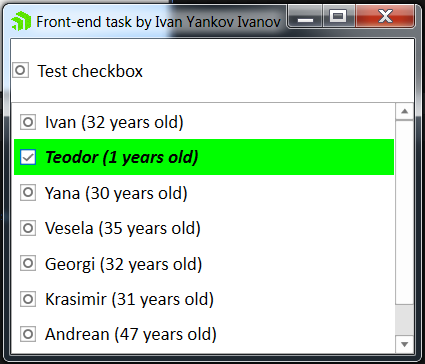 Front-end task by Ivan Yankov Ivanov
Test checkbox
Ivan (32 years old)
Teodor (1 years old)
Yana (30 years old)
Vesela (35 years old)
Georgi (32 years old)
Krasimir (31 years old)
Andrean (47 years old)